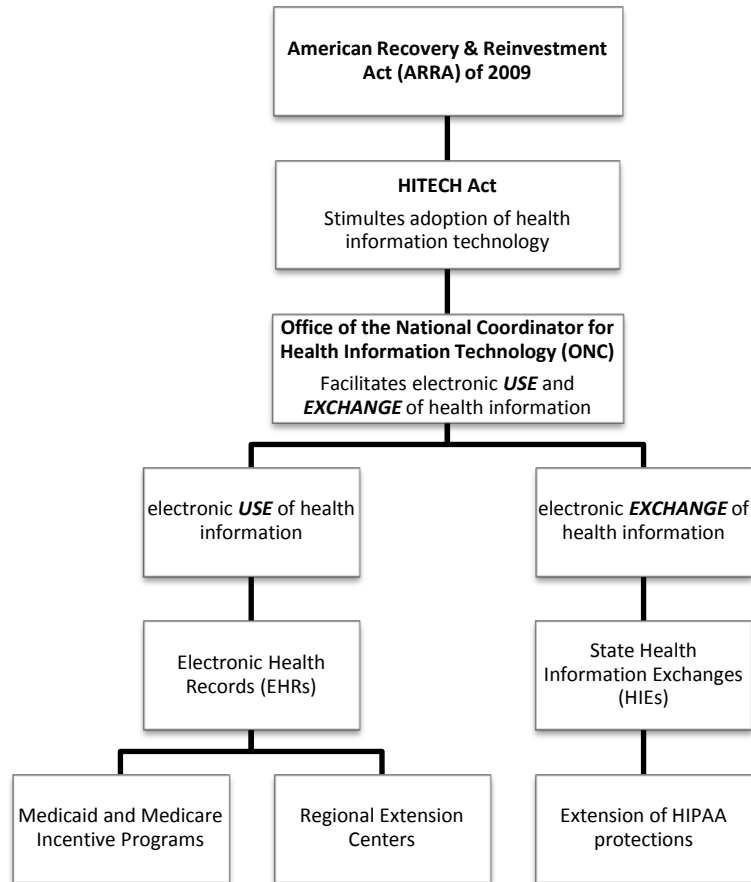 American Recovery & Reinvestment
Act (ARRA) of 2009
HITECH Act
Stimultes adoption of health
information technology
Office of the National Coordinator for
Health Information Technology (ONC)
Facilitates electronic USE and
EXCHANGE of health information
electronic USE of health
information
electronic EXCHANGE of
health information
Electronic Health
Records (EHRs)
State Health
Information Exchanges
(HIEs)
Medicaid and Medicare
Incentive Programs
Regional Extension
Centers
Extension of HIPAA
protections